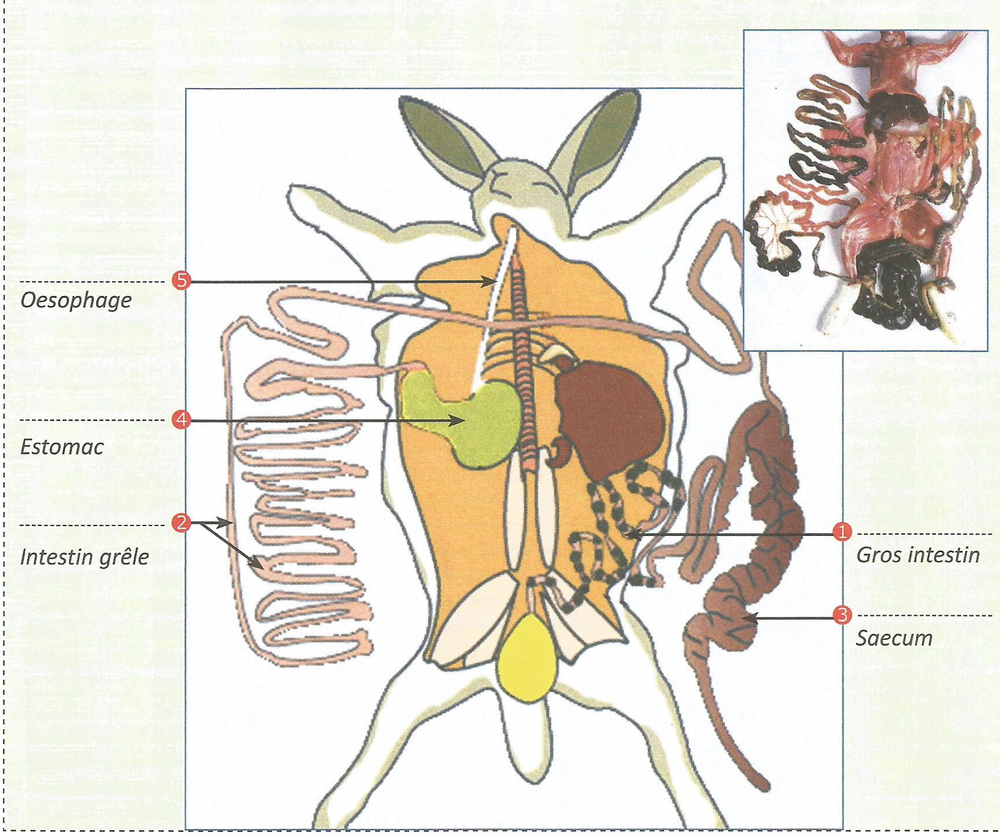 5
Oesophage
4
Estomac
2
Intestin grêle
1
Gros intestin
3
Saecum